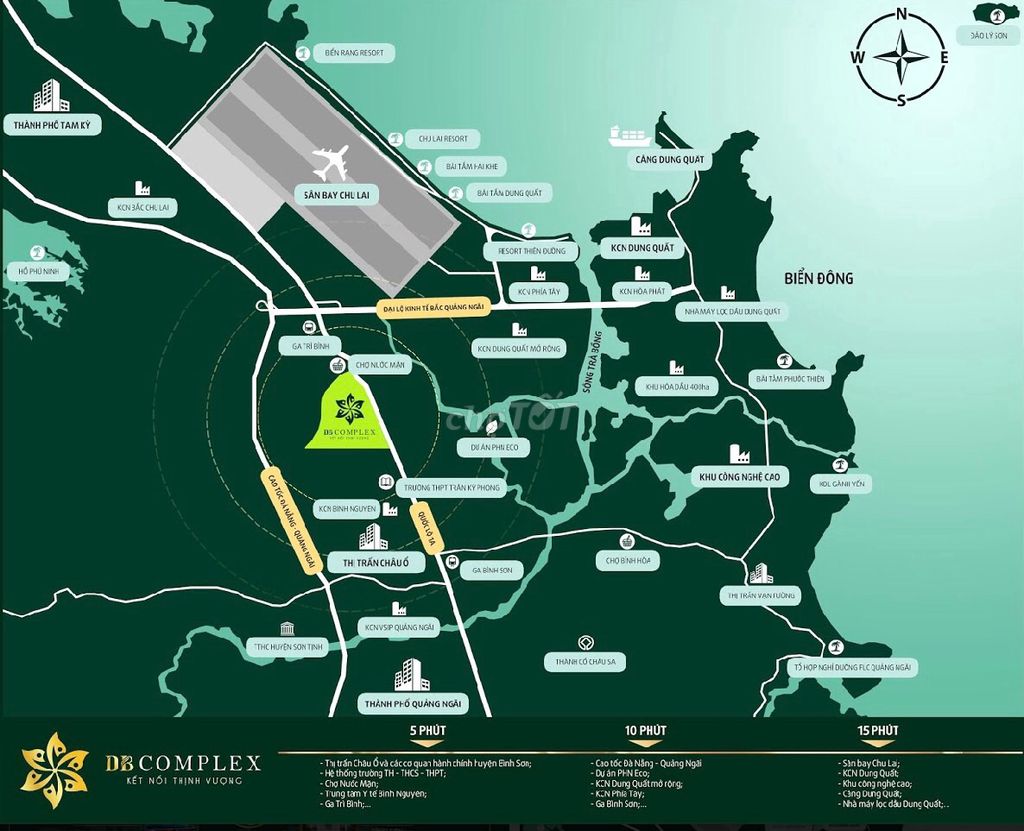 N
W
E
S
ĐẢO LÝ SƠN
BIỂN RẠNG RESORT
THÀNH PHỐ TAM KỲ
CHU LAI RESORT
CẢNG DUNG QUẤT
BÃI TẮM HAI KHE
SÂN BAY CHU LAI
BÃI TẮM DUNG QUẤT
KCN BẮC CHU LAI
HỒ PHÚ NINH
RESORT THIÊN ĐƯỜNG
KCN DUNG QUẤT
BIỂN ĐÔNG
KCN PHÍA TÂY
KCN HÒA PHÁT
ĐẠI LỘ KINH TẾ BẮC QUẢNG NGÃI
NHÀ MÁY LỌC DẦU DUNG QUẤT
GA TRÌ BÌNH
KCN DUNG QUẤT MỞ RỘNG
SÔNG TRÀ BỒNG
CHỢ NƯỚC MẶN
BÃI TẮM PHƯỚC THIỆN
KHU HÓA DẦU 400ha
chợTỐT
DB COMPLEX
KẾT NỐI THỊNH VƯỢNG
DỰ ÁN PHN ECO
KHU CÔNG NGHỆ CAO
KDL GÀNH YẾN
TRƯỜNG THPT TRẦN KỲ PHONG
CAO TỐC ĐÀ NẴNG - QUẢNG NGÃI
KCN BÌNH NGUYÊN
QUỐC LỘ 1A
THỊ TRẤN CHÂU Ổ
GA BÌNH SƠN
CHỢ BÌNH HÒA
THỊ TRẤN VẠN TƯỜNG
KCN VSIP QUẢNG NGÃI
TTHC HUYỆN SƠN TỊNH
THÀNH CỔ CHÂU SA
TỔ HỢP NGHỈ DƯỠNG FLC QUẢNG NGÃI
THÀNH PHỐ QUẢNG NGÃI
DB COMPLEX
KẾT NỐI THỊNH VƯỢNG
5 PHÚT
- Thị trấn Châu Ổ và các cơ quan hành chính huyện Bình Sơn;
- Hệ thống trường TH - THCS - THPT;
- Chợ Nước Mặn;
- Trung tâm Y tế Bình Nguyên;
- Ga Trì Bình;...
10 PHÚT
- Cao tốc Đà Nẵng - Quảng Ngãi
- Dự án PHN Eco;
- KCN Dung Quất mở rộng;
- KCN Phía Tây;
- Ga Bình Sơn;...
15 PHÚT
- Sân bay Chu Lai;
- KCN Dung Quất;
- Khu công nghệ cao;
- Cảng Dung Quất;
- Nhà máy lọc dầu Dung Quất;...